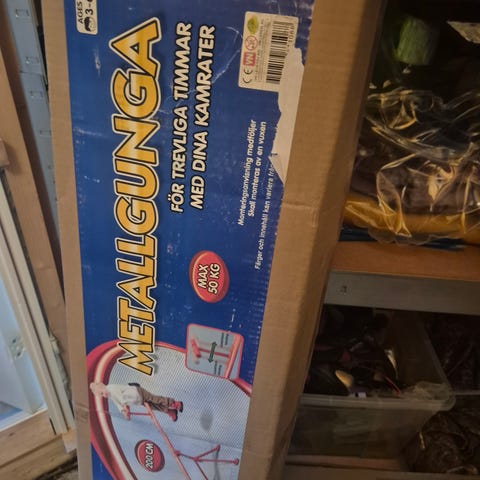 AGES
3-
METALLGUNGA
FÖR TREVLIGA TIMMAR
MED DINA KAMRATER
Monteringsanvisning medföljer
Skall monteras av en vuxen
Färger och innehåll kan variera
MAX
50 KG
200 CM
CE